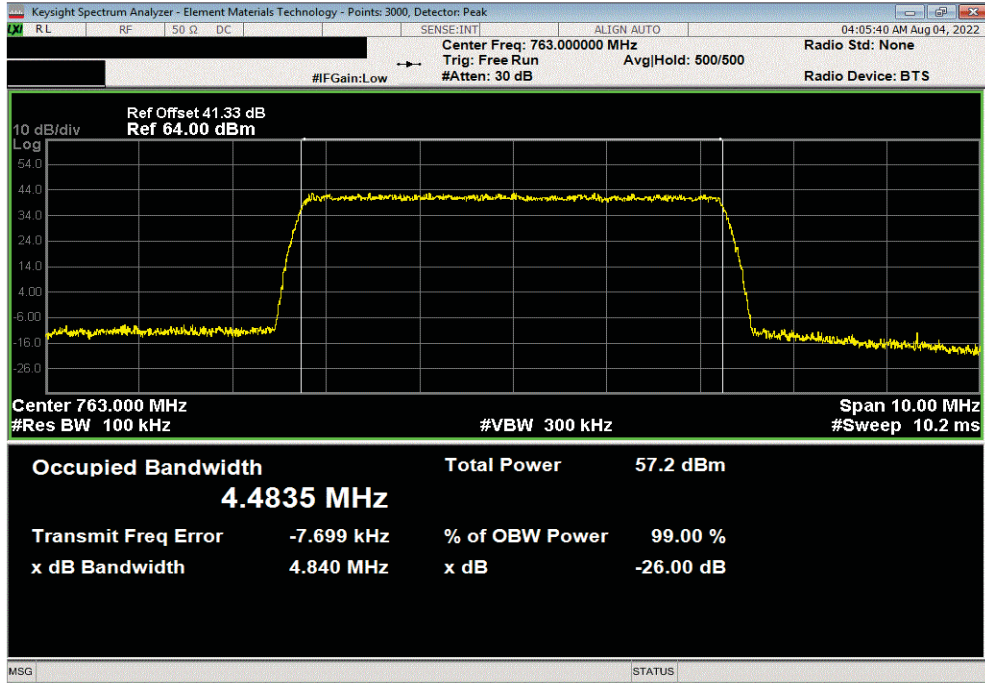 Keysight Spectrum Analyzer - Element Materials Technology - Points: 3000, Detector: Peak
LXI RL RF 50 Ω DC SENSE:INT ALIGN AUTO 04:05:40 AM Aug 04, 2022
Center Freq: 763.000000 MHz Radio Std: None
Trig: Free Run Avg|Hold: 500/500
#IFGain:Low #Atten: 30 dB Radio Device: BTS
Ref Offset 41.33 dB
10 dB/div Ref 64.00 dBm
Log
54.0
44.0
34.0
24.0
14.0
4.00
-6.00
-16.0
-26.0
Center 763.000 MHz Span 10.00 MHz
#Res BW 100 kHz #VBW 300 kHz #Sweep 10.2 ms
Occupied Bandwidth Total Power 57.2 dBm
4.4835 MHz
Transmit Freq Error -7.699 kHz % of OBW Power 99.00 %
x dB Bandwidth 4.840 MHz x dB -26.00 dB
MSG STATUS